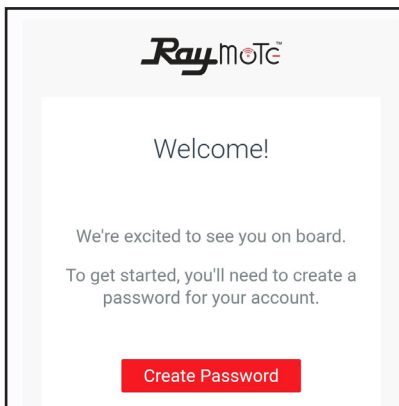 Raymote™
Welcome!
We're excited to see you on board.
To get started, you'll need to create a
password for your account.
Create Password